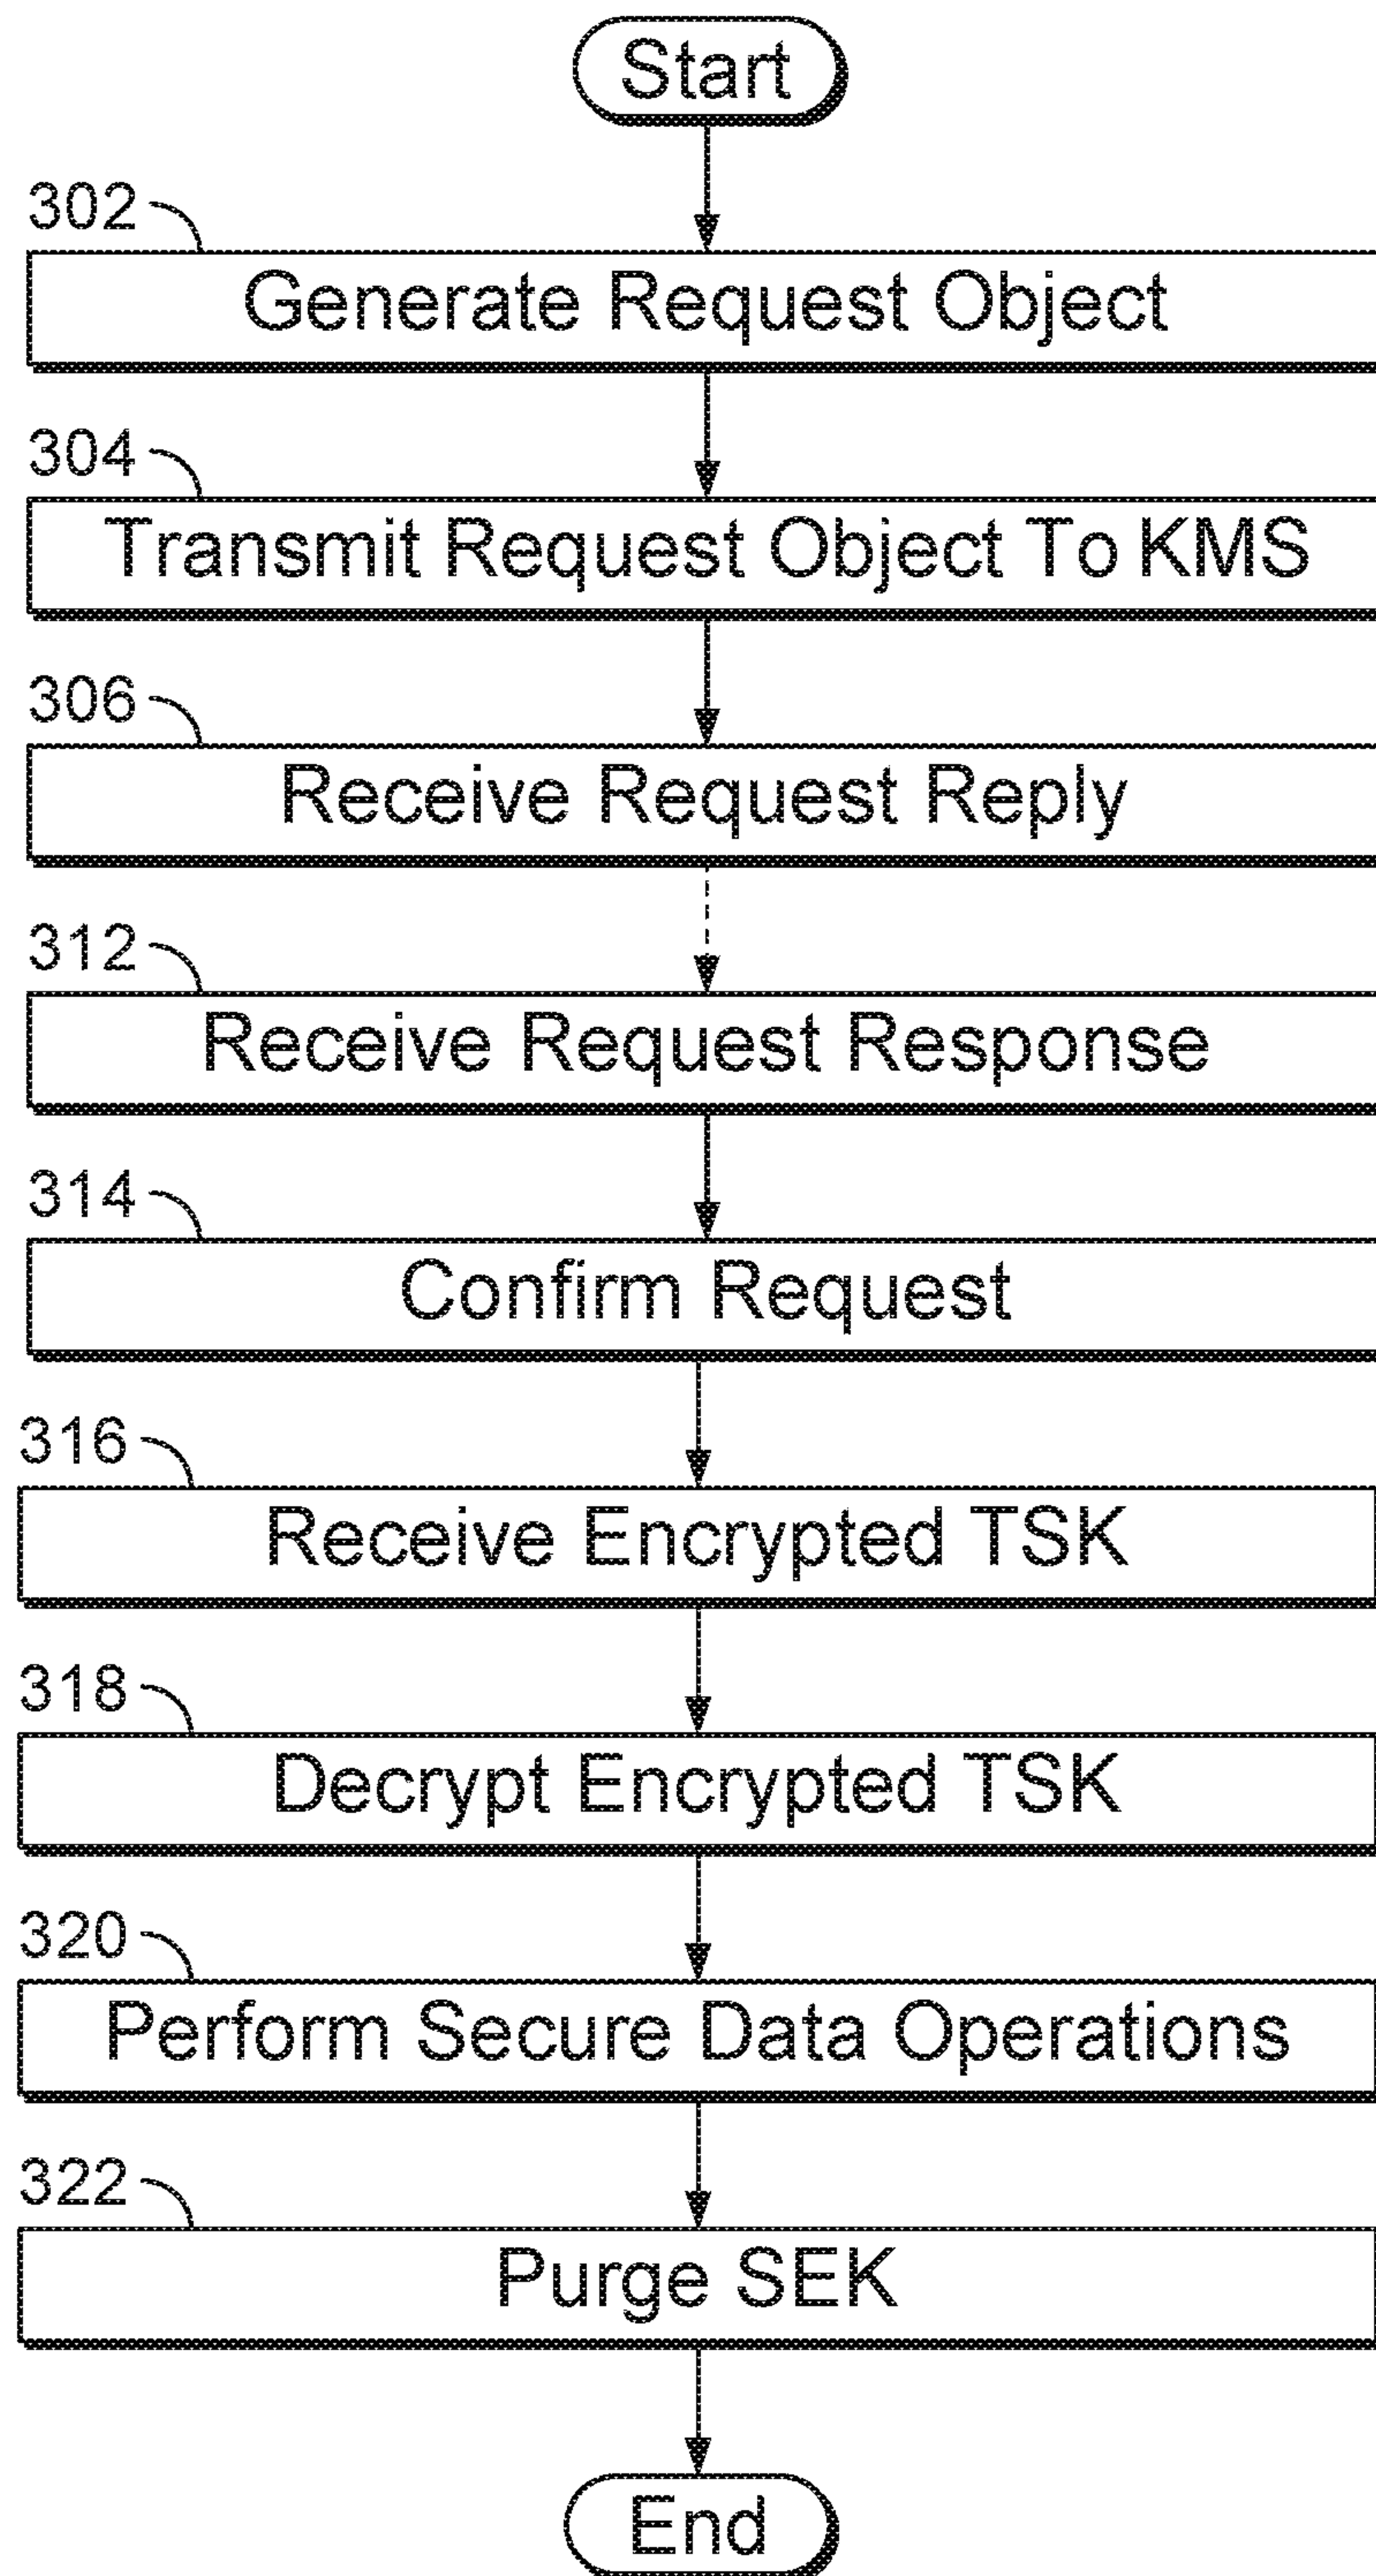 Start
302
Generate Request Object
304
Transmit Request Object To KMS
306
Receive Request Reply
312
Receive Request Response
314
Confirm Request
316
Receive Encrypted TSK
318
Decrypt Encrypted TSK
320
Perform Secure Data Operations
322
Purge SEK
End